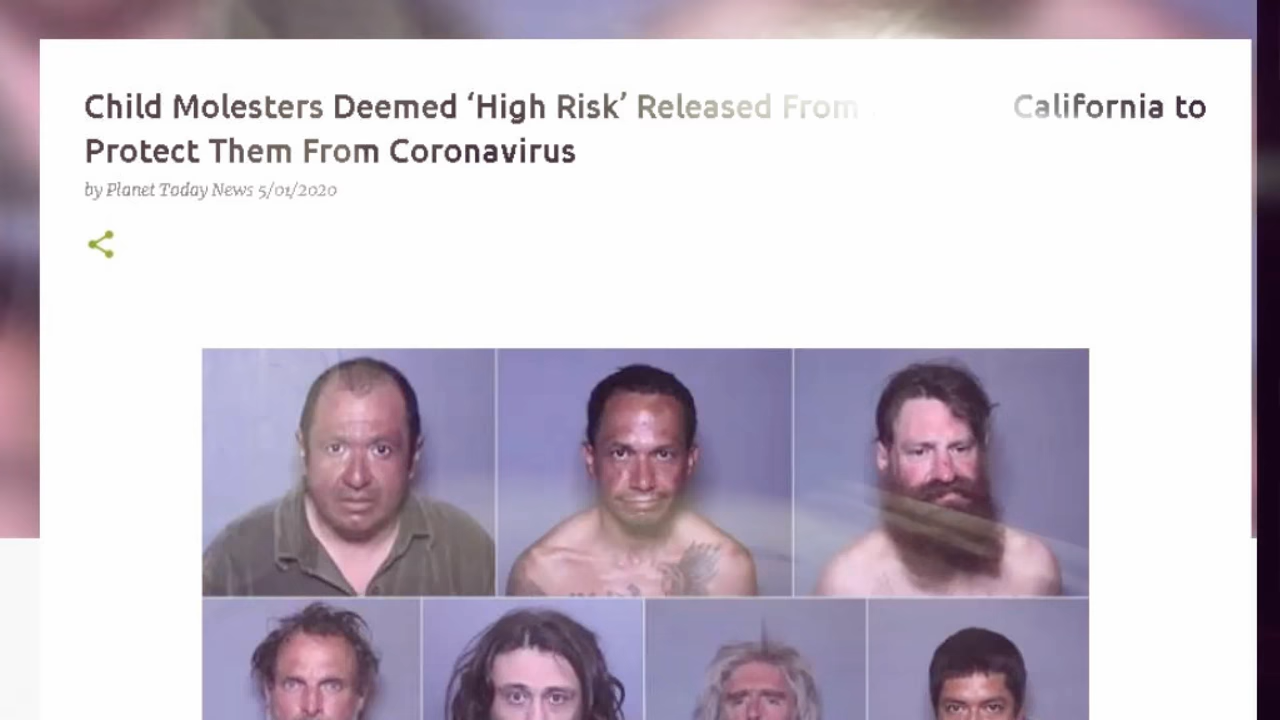 Child Molesters Deemed ‘High Risk’ Released From California to
Protect Them From Coronavirus
by Planet Today News 5/01/2020